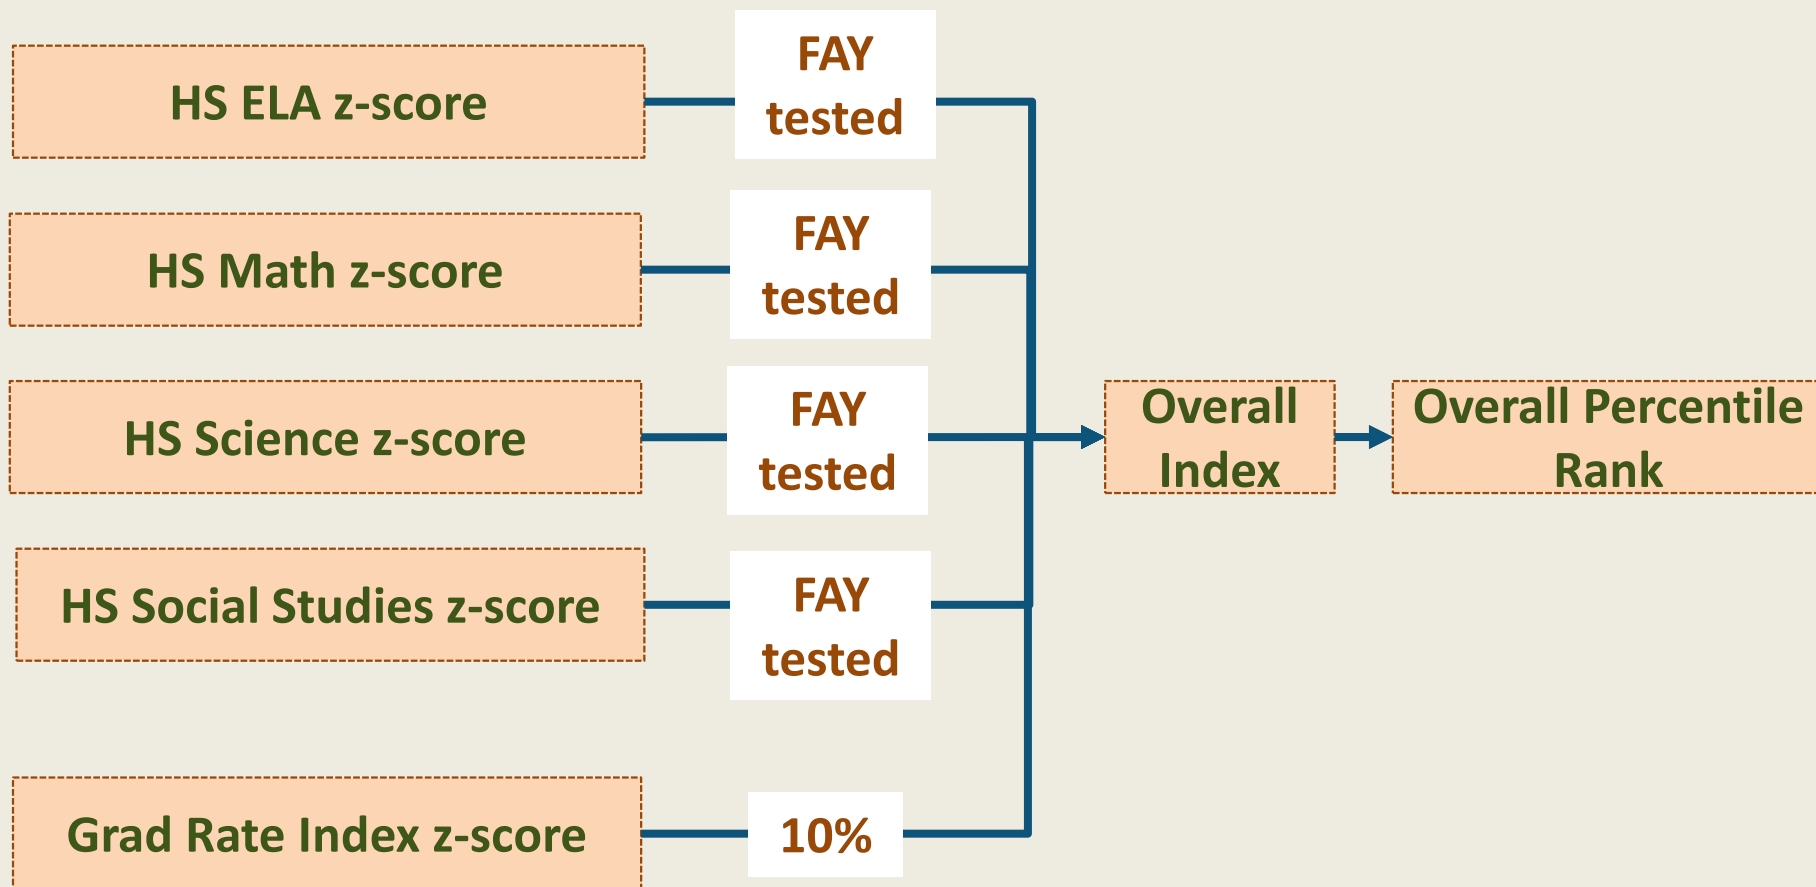 HS ELA z-score
FAY
tested
HS Math z-score
FAY
tested
HS Science z-score
FAY
tested
Overall
Index
Overall Percentile
Rank
HS Social Studies z-score
FAY
tested
Grad Rate Index z-score
10%